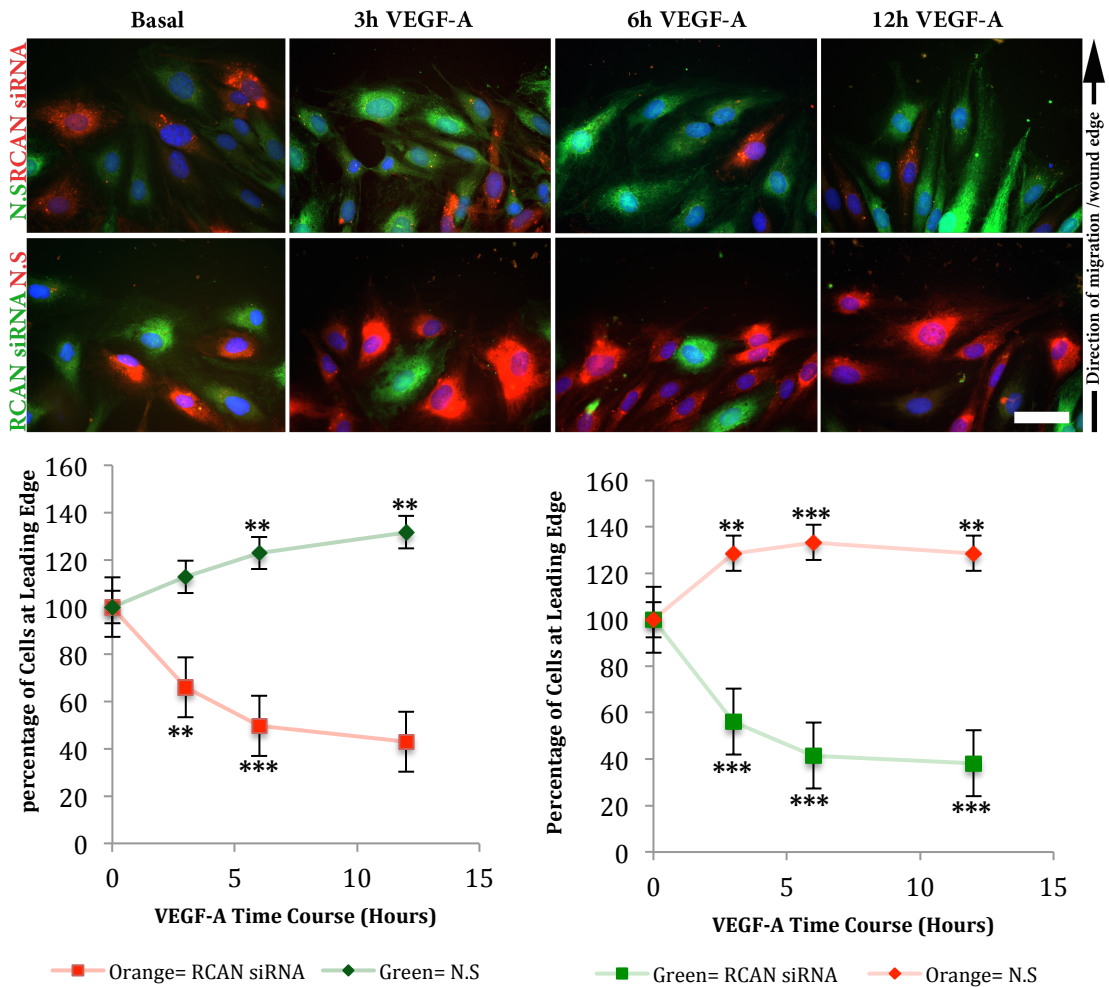 Basal
3h VEGF-A
6h VEGF-A
12h VEGF-A
N.S RCAN siRNA
RCAN siRNA N.S
Direction of migration /wound edge
percentage of Cells at Leading Edge
160
140
120
100
80
60
40
20
0
**
**
**
***
0
5
10
15
VEGF-A Time Course (Hours)
Orange= RCAN siRNA
Green= N.S
Percentage of Cells at Leading Edge
160
140
120
100
80
60
40
20
0
**
***
**
***
***
***
0
5
10
15
VEGF-A Time Course (Hours)
Green= RCAN siRNA
Orange= N.S